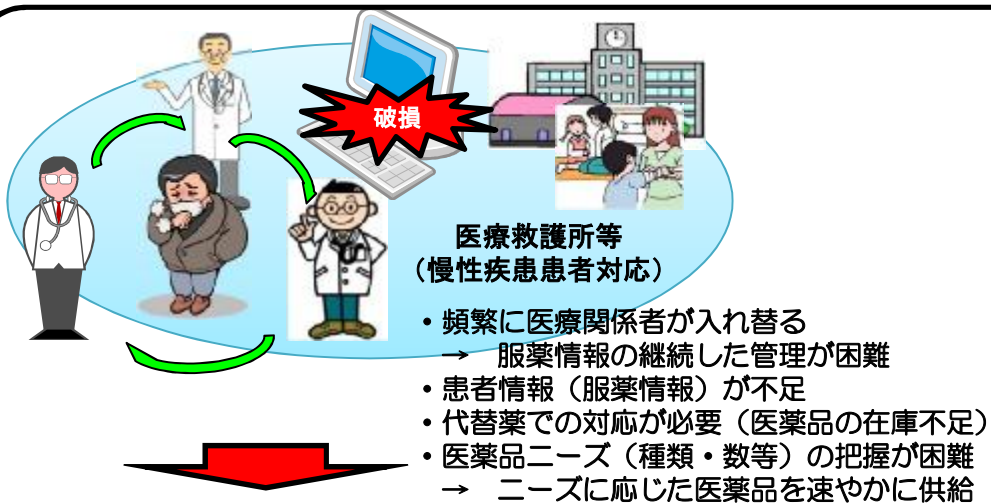 破損
医療救護所等
（慢性疾患患者対応）
・頻繁に医療関係者が入れ替る
→ 服薬情報の継続した管理が困難
・患者情報（服薬情報）が不足
・代替薬での対応が必要（医薬品の在庫不足）
・医薬品ニーズ（種類・数等）の把握が困難
→ ニーズに応じた医薬品を速やかに供給